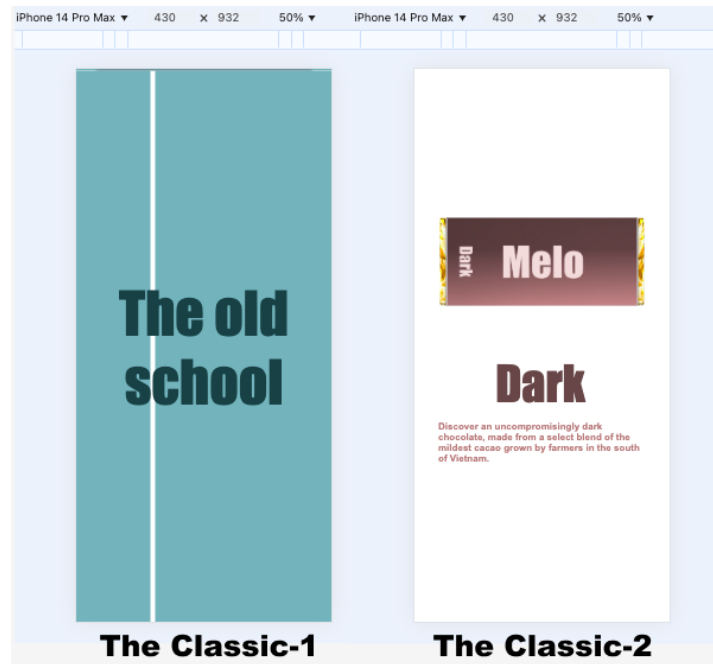 iPhone 14 Pro Max ▼ 430 x 932 50% ▼
iPhone 14 Pro Max ▼ 430 x 932 50% ▼
The old
school
The Classic-1
Dark
Melo
Dark
Discover an uncompromisingly dark
chocolate, made from a select blend of the
mildest cacao grown by farmers in the south
of Vietnam.
The Classic-2